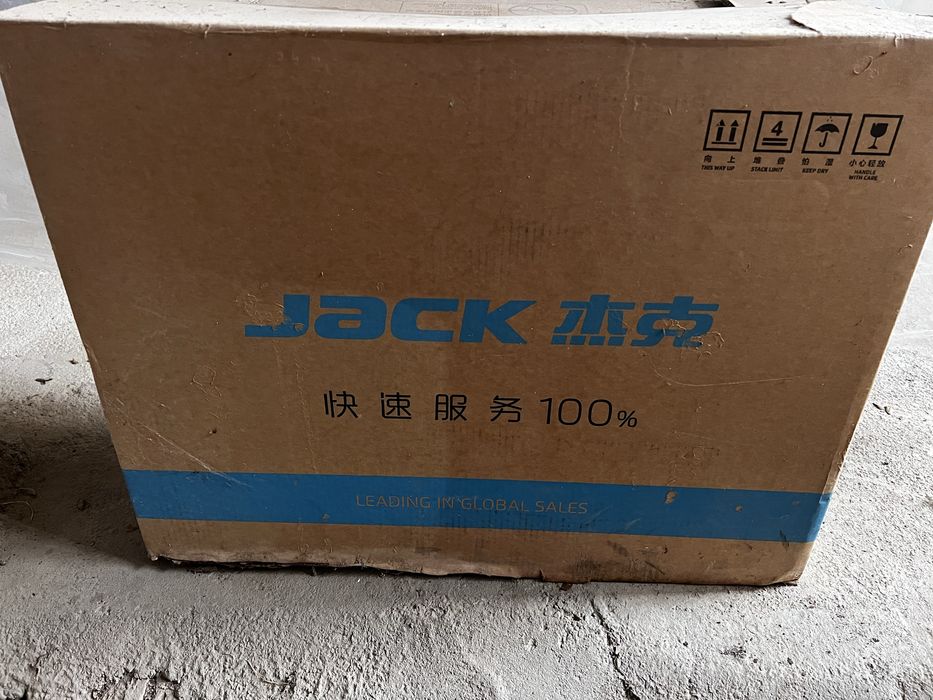 4
向上 堆叠 怕湿 小心轻放
THIS WAY UP STACK LIMIT KEEP DRY HANDLE WITH CARE
JACK 杰克
快速服务100%
LEADING IN GLOBAL SALES